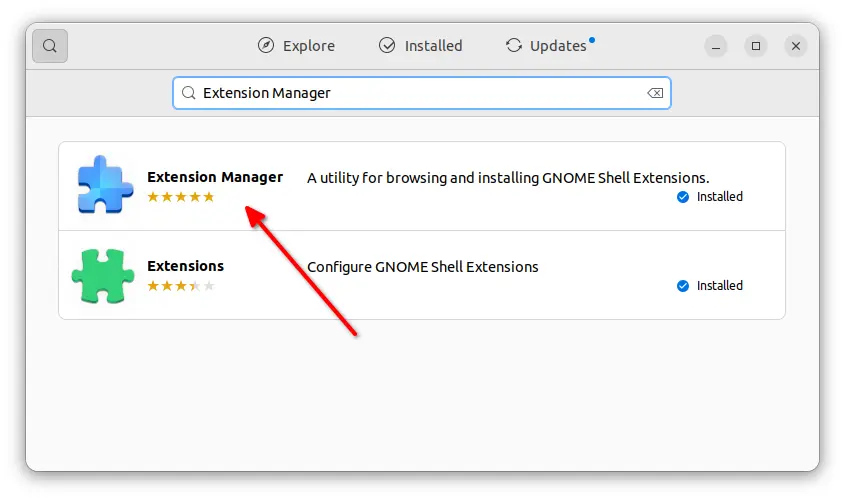 Explore
Installed
Updates
Extension Manager
Extension Manager
A utility for browsing and installing GNOME Shell Extensions.
Installed
Extensions
Configure GNOME Shell Extensions
Installed